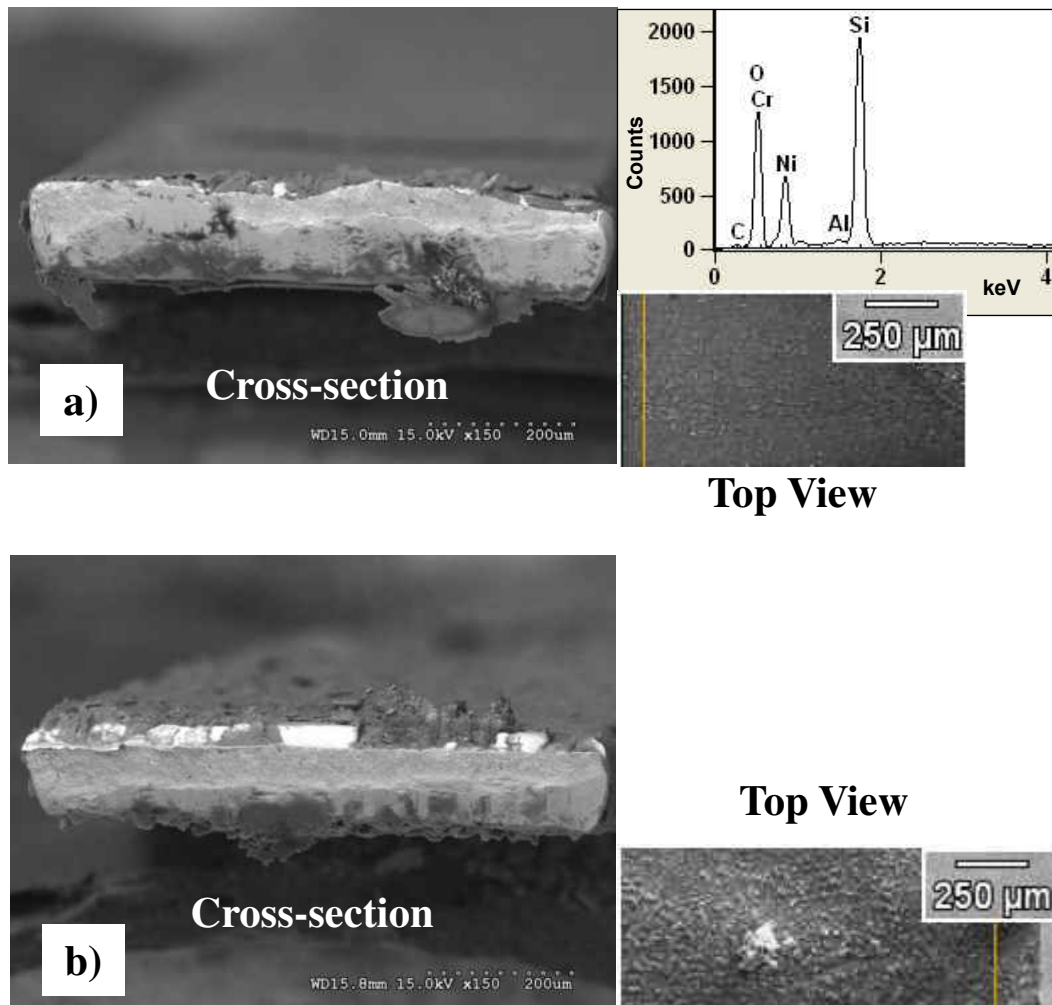 2000
1500
1000
500
0
Counts
O
Cr
Si
Ni
C
Al
0
2
4
keV
a)
Cross-section
WD15.0mm 15.0kV x150 200um
250 µm
Top View
b)
Cross-section
WD15.8mm 15.0kV x150 200um
Top View
250 µm